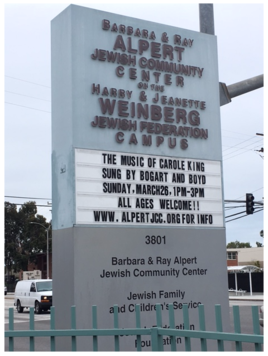 BARBARA & RAY
ALPERT
JEWISH COMMUNITY
CENTER
ON THE
HARRY & JEANETTE
WEINBERG
JEWISH FEDERATION
CAMPUS
THE MUSIC OF CAROLE KING
SUNG BY BOGART AND BOYD
SUNDAY, MARCH26, 1PM-3PM
ALL AGES WELCOME!!
WWW.ALPERTJCC.ORG FOR INFO
3801
Barbara & Ray Alpert
Jewish Community Center
Jewish Family
and Children's Service
Federation
Foundation